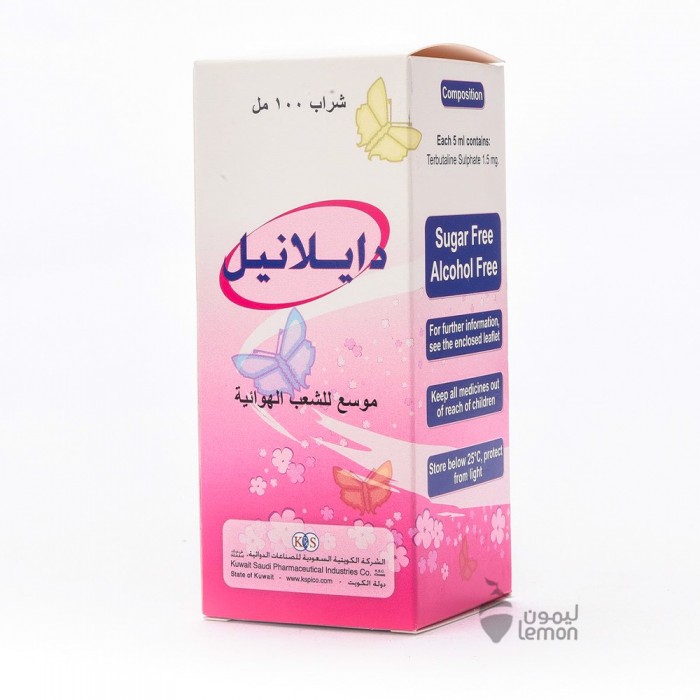 شراب ١٠٠ مل
دايلانيل
موسع للشعب الهوائية
KS
الشركة الكويتية السعودية للصناعات الدوائية
Kuwait Saudi Pharmaceutical Industries Co.
State of Kuwait - www.kspico.com - دولة الكويت
Composition
Each 5 ml contains:
Terbutaline Sulphate 1.5 mg
Sugar Free
Alcohol Free
For further information,
see the enclosed leaflet
Keep all medicines out
of reach of children
Store below 25°C, protect
from light
ليمون
lemon